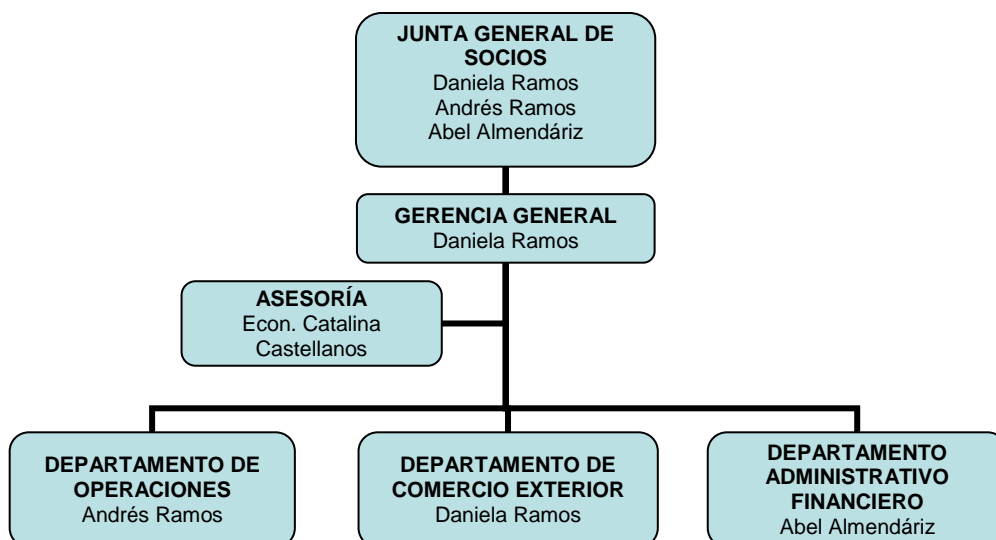 JUNTA GENERAL DE
SOCIOS
Daniela Ramos
Andrés Ramos
Abel Almendáriz
GERENCIA GENERAL
Daniela Ramos
ASESORÍA
Econ. Catalina
Castellanos
DEPARTAMENTO DE
OPERACIONES
Andrés Ramos
DEPARTAMENTO DE
COMERCIO EXTERIOR
Daniela Ramos
DEPARTAMENTO
ADMINISTRATIVO
FINANCIERO
Abel Almendáriz